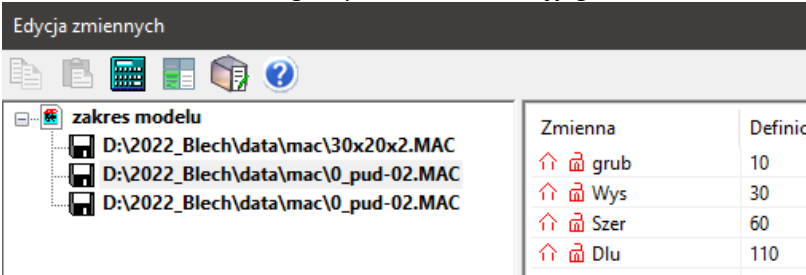 Edycja zmiennych
zakres modelu
D:\2022_Blech\data\mac\30x20x2.MAC
D:\2022_Blech\data\mac\0_pud-02.MAC
D:\2022_Blech\data\mac\0_pud-02.MAC
Zmienna Definic
grub 10
Wys 30
Szer 60
Dlu 110